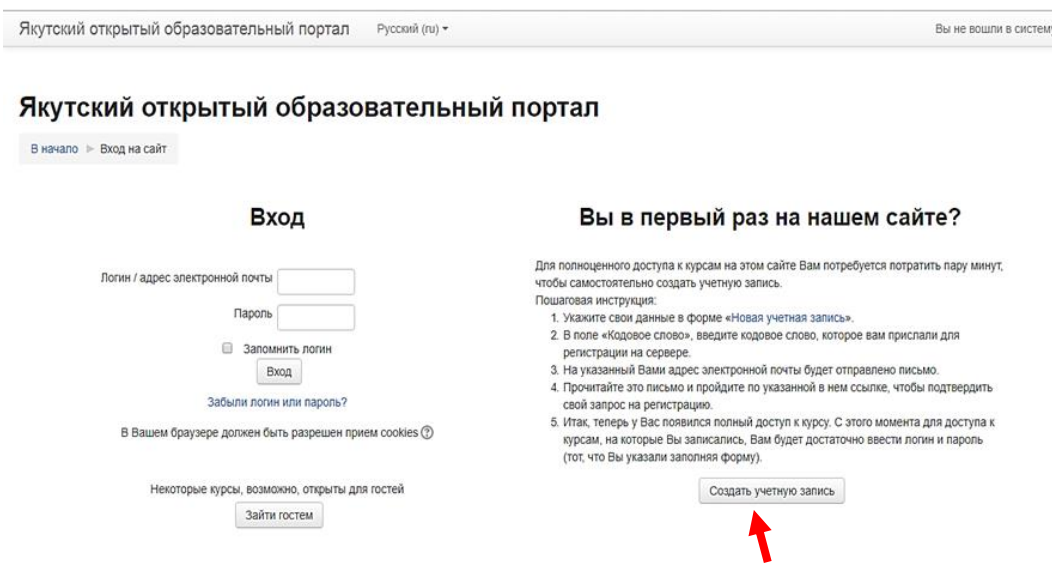 Якутский открытый образовательный портал Русский (ru)
Вы не вошли в систему
Якутский открытый образовательный портал
В начало ► Вход на сайт
Вход
Логин / адрес электронной почты
Пароль
Запомнить логин
Вход
Забыли логин или пароль?
В Вашем браузере должен быть разрешен прием cookies
Некоторые курсы, возможно, открыты для гостей
Зайти гостем
Вы в первый раз на нашем сайте?
Для полноценного доступа к курсам на этом сайте Вам потребуется потратить пару минут,
чтобы самостоятельно создать учетную запись.
Пошаговая инструкция:
1. Укажите свои данные в форме «Новая учетная запись».
2. В поле «Кодовое слово», введите кодовое слово, которое вам прислали для
регистрации на сервере.
3. На указанный Вами адрес электронной почты будет отправлено письмо.
4. Прочитайте это письмо и пройдите по указанной в нем ссылке, чтобы подтвердить
свой запрос на регистрацию.
5. Итак, теперь у Вас появился полный доступ к курсу. С этого момента для доступа к
курсам, на которые Вы записались, Вам будет достаточно ввести логин и пароль
(тот, что Вы указали заполняя форму).
Создать учетную запись